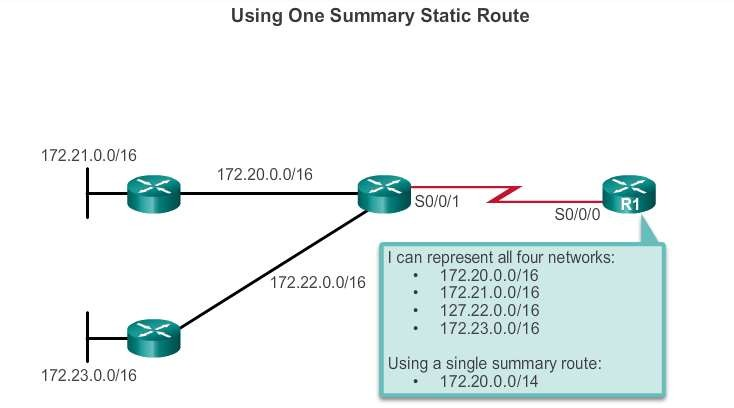 Using One Summary Static Route
172.21.0.0/16
172.20.0.0/16
S0/0/1
S0/0/0
R1
172.22.0.0/16
172.23.0.0/16
I can represent all four networks:
• 172.20.0.0/16
• 172.21.0.0/16
• 127.22.0.0/16
• 172.23.0.0/16
Using a single summary route:
• 172.20.0.0/14